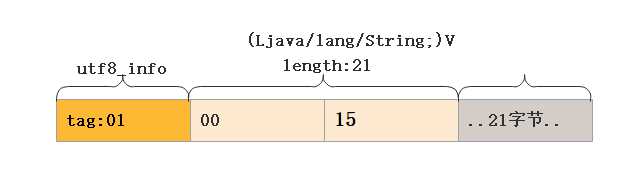 (Ljava/lang/String;)V
utf8_info
length:21
tag:01
00
15
..21字节..